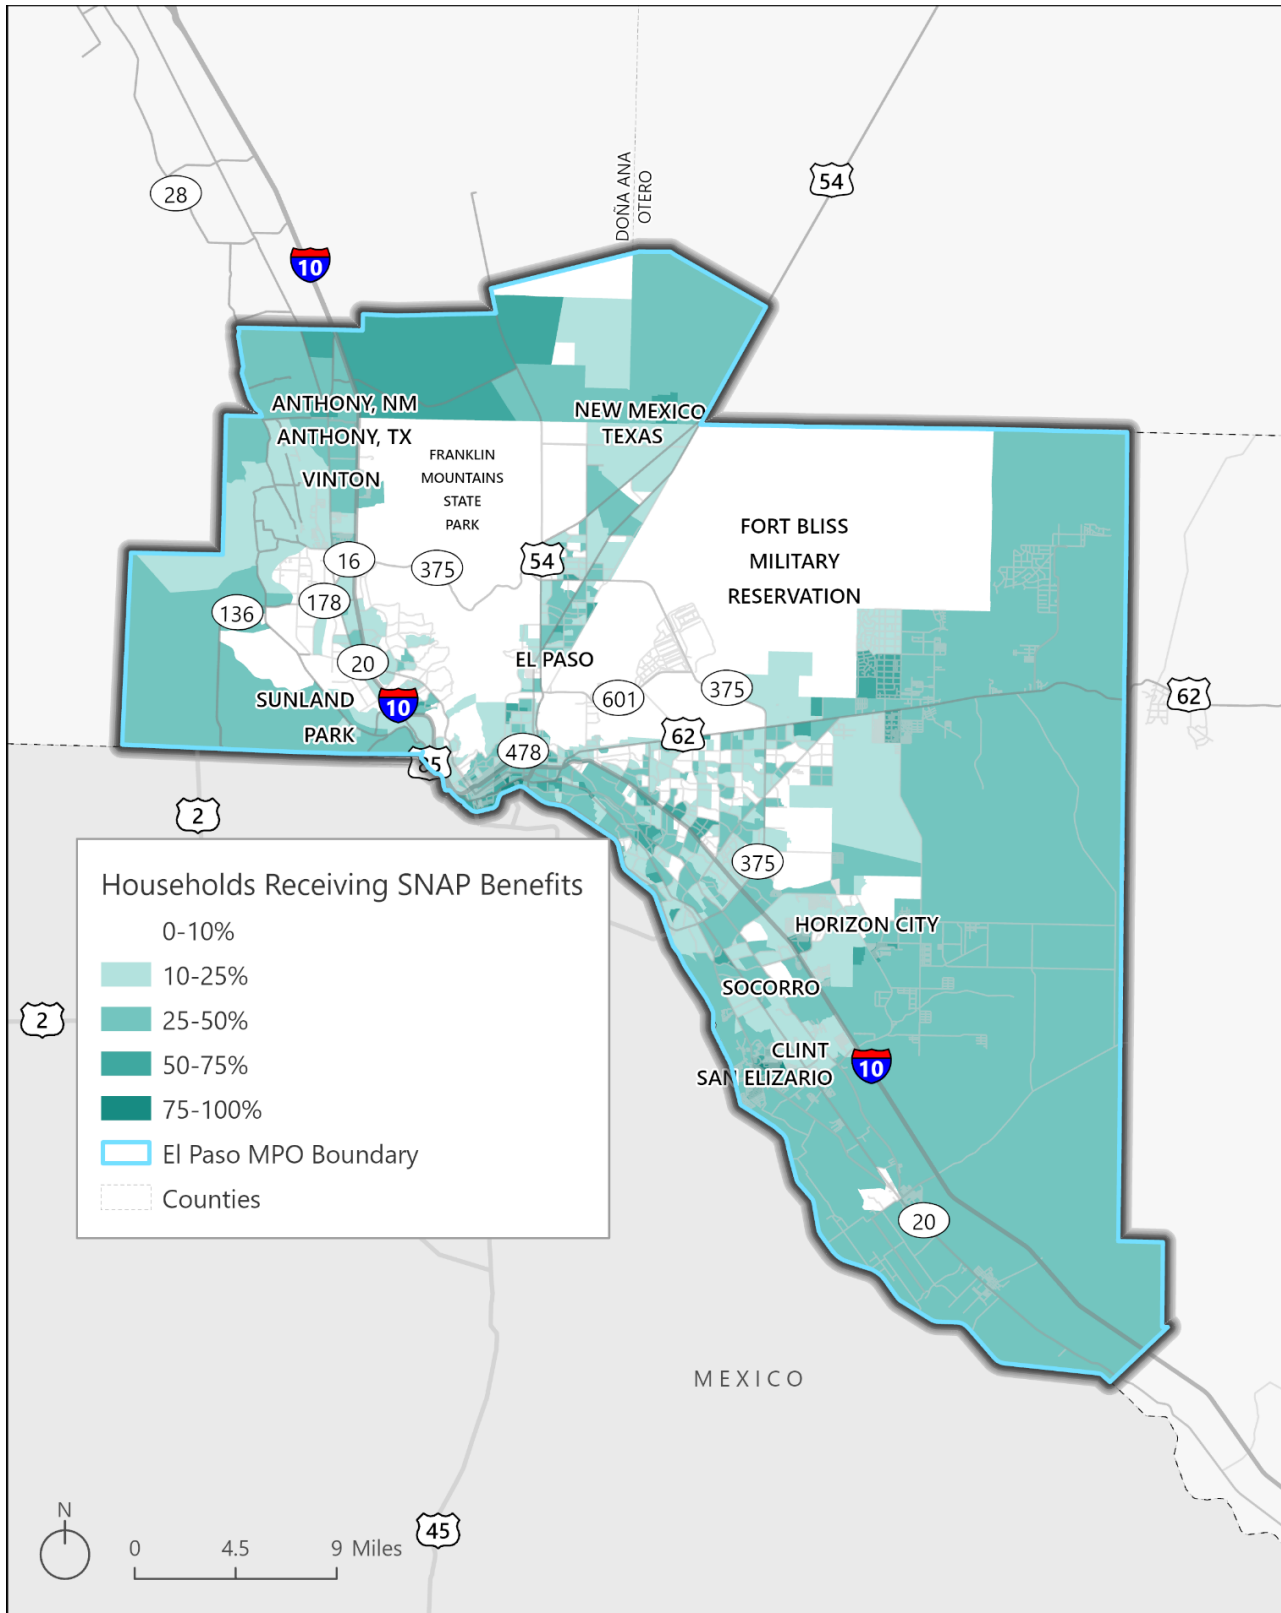 DOÑA ANA
OTERO
28
54
10
ANTHONY, NM
NEW MEXICO
ANTHONY, TX
TEXAS
FRANKLIN
MOUNTAINS
STATE
PARK
VINTON
FORT BLISS
MILITARY
RESERVATION
16
375
54
178
136
20
EL PASO
601
375
62
SUNLAND
PARK
10
62
478
85
2
375
HORIZON CITY
SOCORRO
CLINT
SAN ELIZARIO
10
20
2
Households Receiving SNAP Benefits
0-10%
10-25%
25-50%
50-75%
75-100%
El Paso MPO Boundary
Counties
MEXICO
45
N
0 4.5 9 Miles